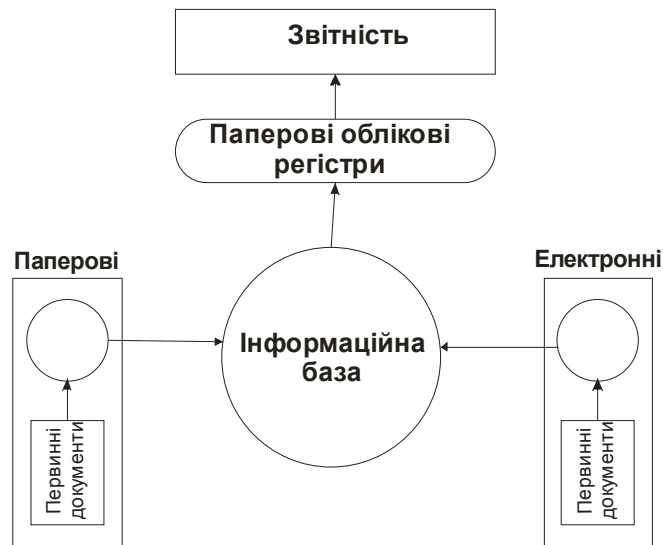 Звітність
Паперові облікові
регістри
Паперові
Електронні
Інформаційна
база
Первинні
документи
Первинні
документи